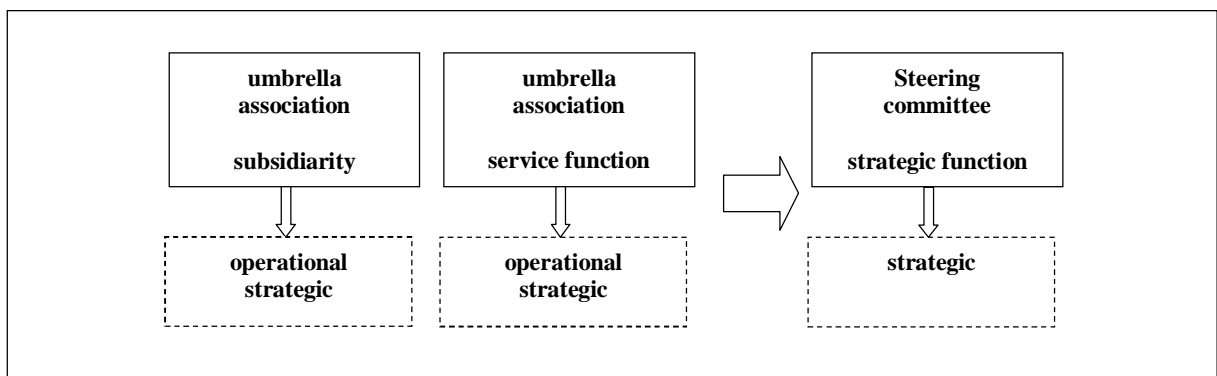 umbrella
association
subsidiarity
umbrella
association
service function
Steering
committee
strategic function
operational
strategic
operational
strategic
strategic